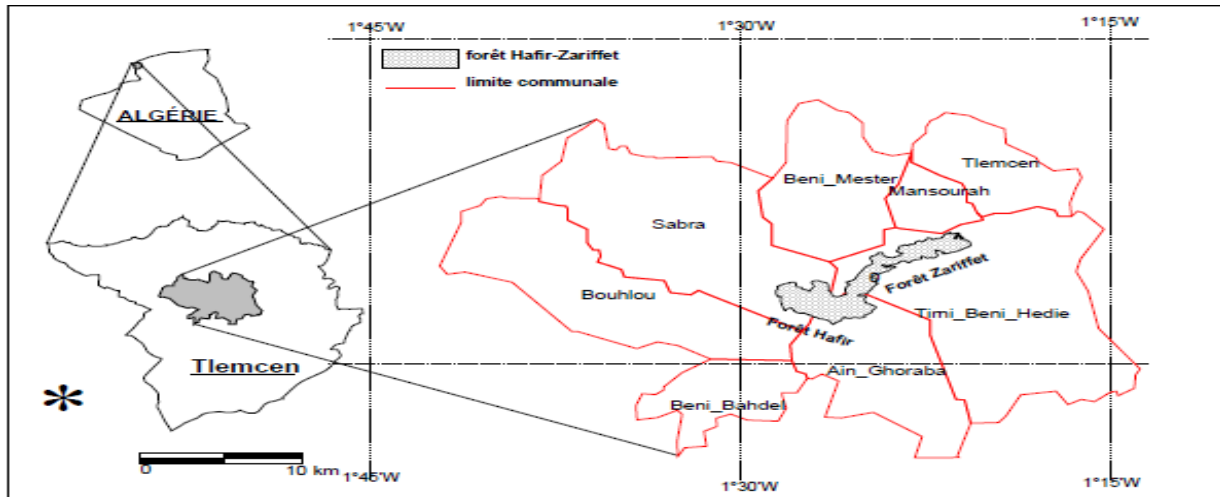 1°45'W
1°30'W
1°15'W
forêt Hafir-Zariffet
limite communale
ALGÉRIE
Tlemcen
Beni_Mester
Mansourah
Sabra
Forêt Zariffet
Bouhlou
Timi_Beni_Hedie
Forêt Hafir
Tlemcen
Ain_Ghoraba
Beni_Bahdel
0 10 km
1°45'W
1°30'W
1°15'W